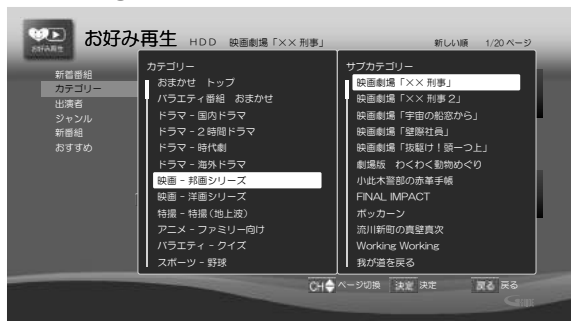 お好み再生
お好み再生 HDD 映画劇場「××刑事」 新しい順 1/20ページ
新着番組
カテゴリー
出演者
ジャンル
新番組
おすすめ
カテゴリー
おまかせ トップ
バラエティ番組 おまかせ
ドラマ - 国内ドラマ
ドラマ - 2時間ドラマ
ドラマ - 時代劇
ドラマ - 海外ドラマ
映画 - 邦画シリーズ
映画 - 洋画シリーズ
特撮 - 特撮(地上波)
アニメ - ファミリー向け
バラエティ - クイズ
スポーツ - 野球
サブカテゴリー
映画劇場「××刑事」
映画劇場「××刑事2」
映画劇場「宇宙の船窓から」
映画劇場「壁際社員」
映画劇場「抜駆け!頭一つ上」
劇場版 わくわく動物めぐり
小此木警部の赤革手帳
FINAL IMPACT
ボッカーン
流川新町の真壁真次
Working Working
我が道を戻る
CH ページ切換 決定 決定 戻る 戻る